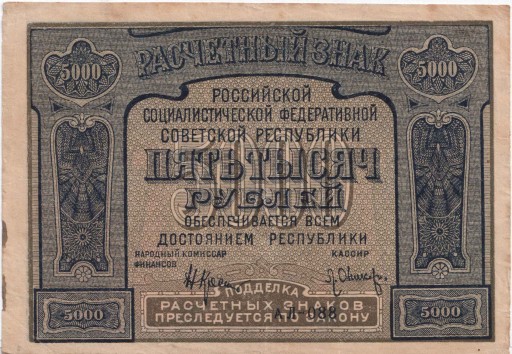 5000 РАСЧЕТНЫЙ ЗНАК 5000
РОССИЙСКОЙ
СОЦИАЛИСТИЧЕСКОЙ ФЕДЕРАТИВНОЙ
СОВЕТСКОЙ РЕСПУБЛИКИ
5000
ПЯТЬ ТЫСЯЧ
РУБЛЕЙ
ОБЕСПЕЧИВАЕТСЯ ВСЕМ
ДОСТОЯНИЕМ РЕСПУБЛИКИ
НАРОДНЫЙ КОМИССАР КАССИР
ФИНАНСОВ
ПОДДЕЛКА
5000 РАСЧЕТНЫХ ЗНАКОВ 5000
ПРЕСЛЕДУЕТСЯ ПО ЗАКОНУ